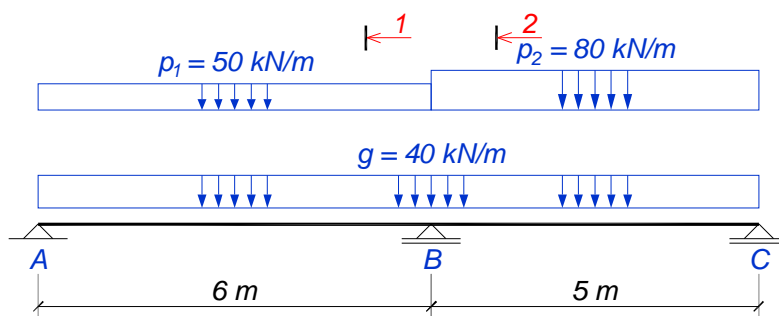 1 2
p₁ = 50 kN/m p₂ = 80 kN/m
g = 40 kN/m
A B C
6 m 5 m